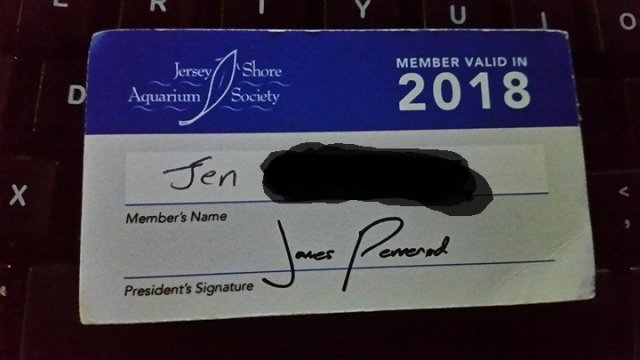 R T Y U I O
D
X
Jersey Shore
Aquarium Society
MEMBER VALID IN
2018
Jen
Member's Name
James
President's Signature
<
,